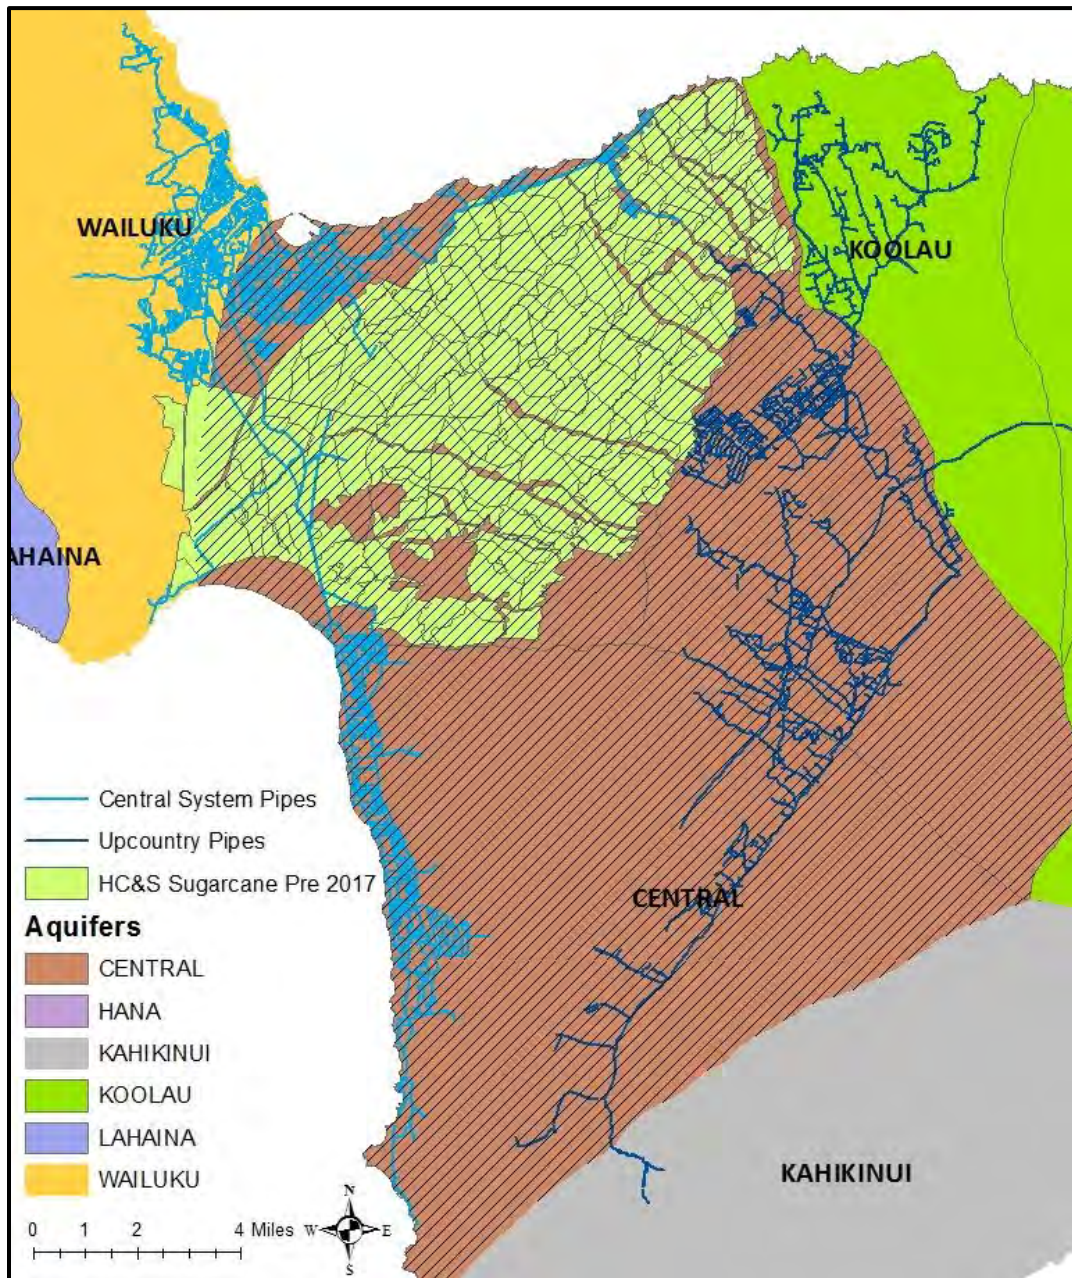 WAILUKU
KOOLAU
AHAINA
CENTRAL
KAHIKINUI
Central System Pipes
Upcountry Pipes
HC&S Sugarcane Pre 2017
Aquifers
CENTRAL
HANA
KAHIKINUI
KOOLAU
LAHAINA
WAILUKU
0 1 2 4 Miles
N
W E
S